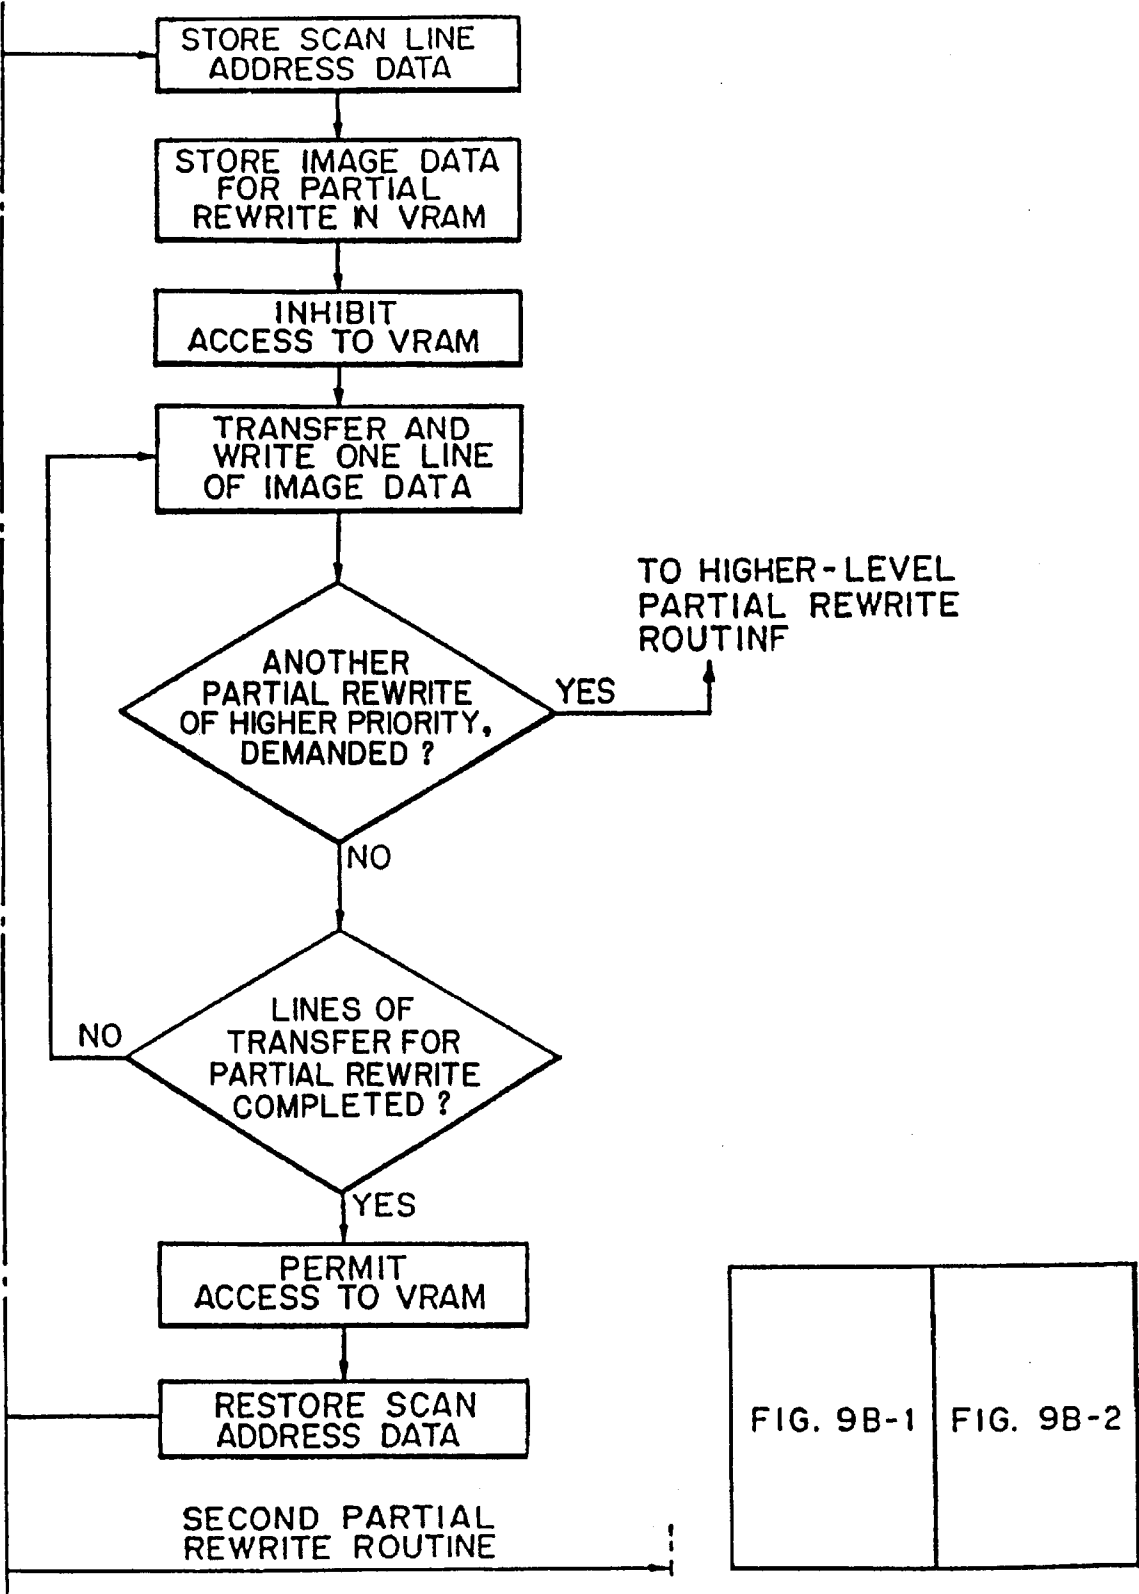 STORE SCAN LINE
ADDRESS DATA
STORE IMAGE DATA
FOR PARTIAL
REWRITE IN VRAM
INHIBIT
ACCESS TO VRAM
TRANSFER AND
WRITE ONE LINE
OF IMAGE DATA
TO HIGHER-LEVEL
PARTIAL REWRITE
ROUTINF
ANOTHER
PARTIAL REWRITE
OF HIGHER PRIORITY,
DEMANDED ?
YES
NO
LINES OF
TRANSFER FOR
PARTIAL REWRITE
COMPLETED ?
NO
YES
PERMIT
ACCESS TO VRAM
RESTORE SCAN
ADDRESS DATA
FIG. 9B-1
FIG. 9B-2
SECOND PARTIAL
REWRITE ROUTINE